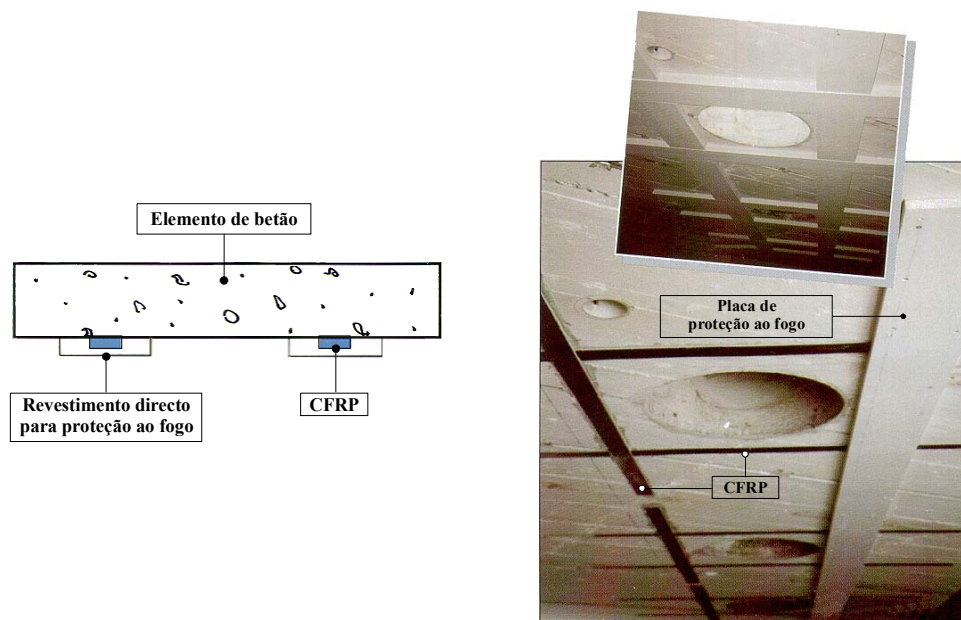 Elemento de betão
Revestimento directo
para proteção ao fogo
CFRP
Placa de
proteção ao fogo
CFRP